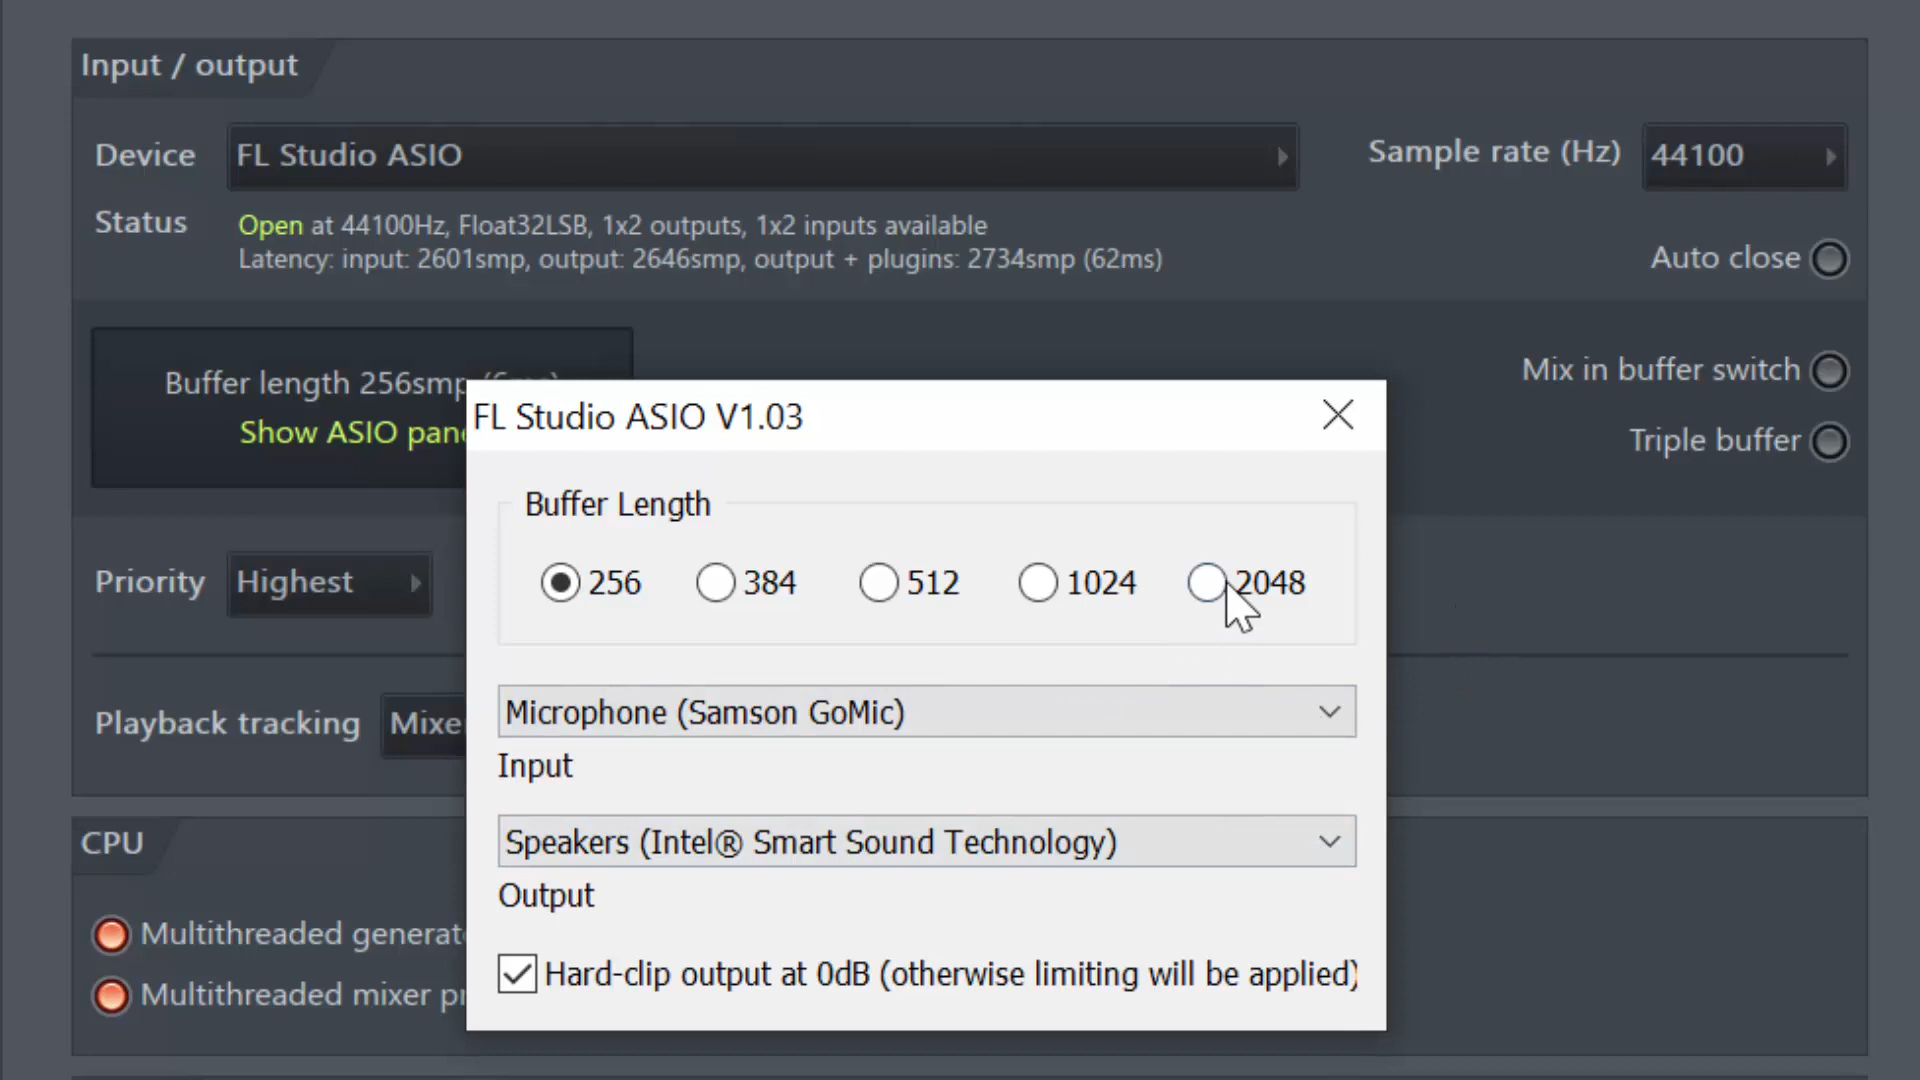 Input / output
Device
FL Studio ASIO
Sample rate (Hz)
44100
Status
Open at 44100Hz, Float32LSB, 1x2 outputs, 1x2 inputs available
Latency: input: 2601smp, output: 2646smp, output + plugins: 2734smp (62ms)
Auto close
Buffer length 256smp
Show ASIO pane
Mix in buffer switch
Triple buffer
FL Studio ASIO V1.03
Buffer Length
256
384
512
1024
2048
Priority
Highest
Playback tracking
Mixe
Microphone (Samson GoMic)
Input
Speakers (Intel® Smart Sound Technology)
Output
Hard-clip output at 0dB (otherwise limiting will be applied)
CPU
Multithreaded generat
Multithreaded mixer pr